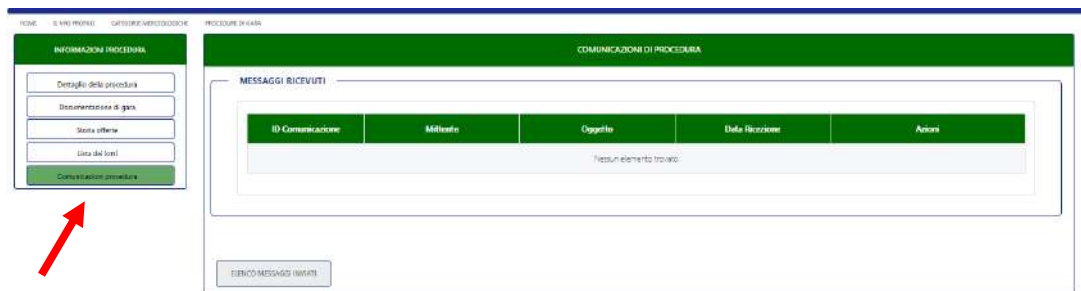 HOME IL MIO PROFILO CATEGORIE MERCEOLOGICHE PROCEDURE DI GARA
INFORMAZIONI PROCEDURA
Dettaglio della procedura
Documentazione di gara
Storia offerte
Lista dei lotti
Comunicazioni procedura
COMUNICAZIONI DI PROCEDURA
MESSAGGI RICEVUTI
ID Comunicazione Mittente Oggetto Data Ricezione Azioni
Nessun elemento trovato
ELENCO MESSAGGI INVIATI